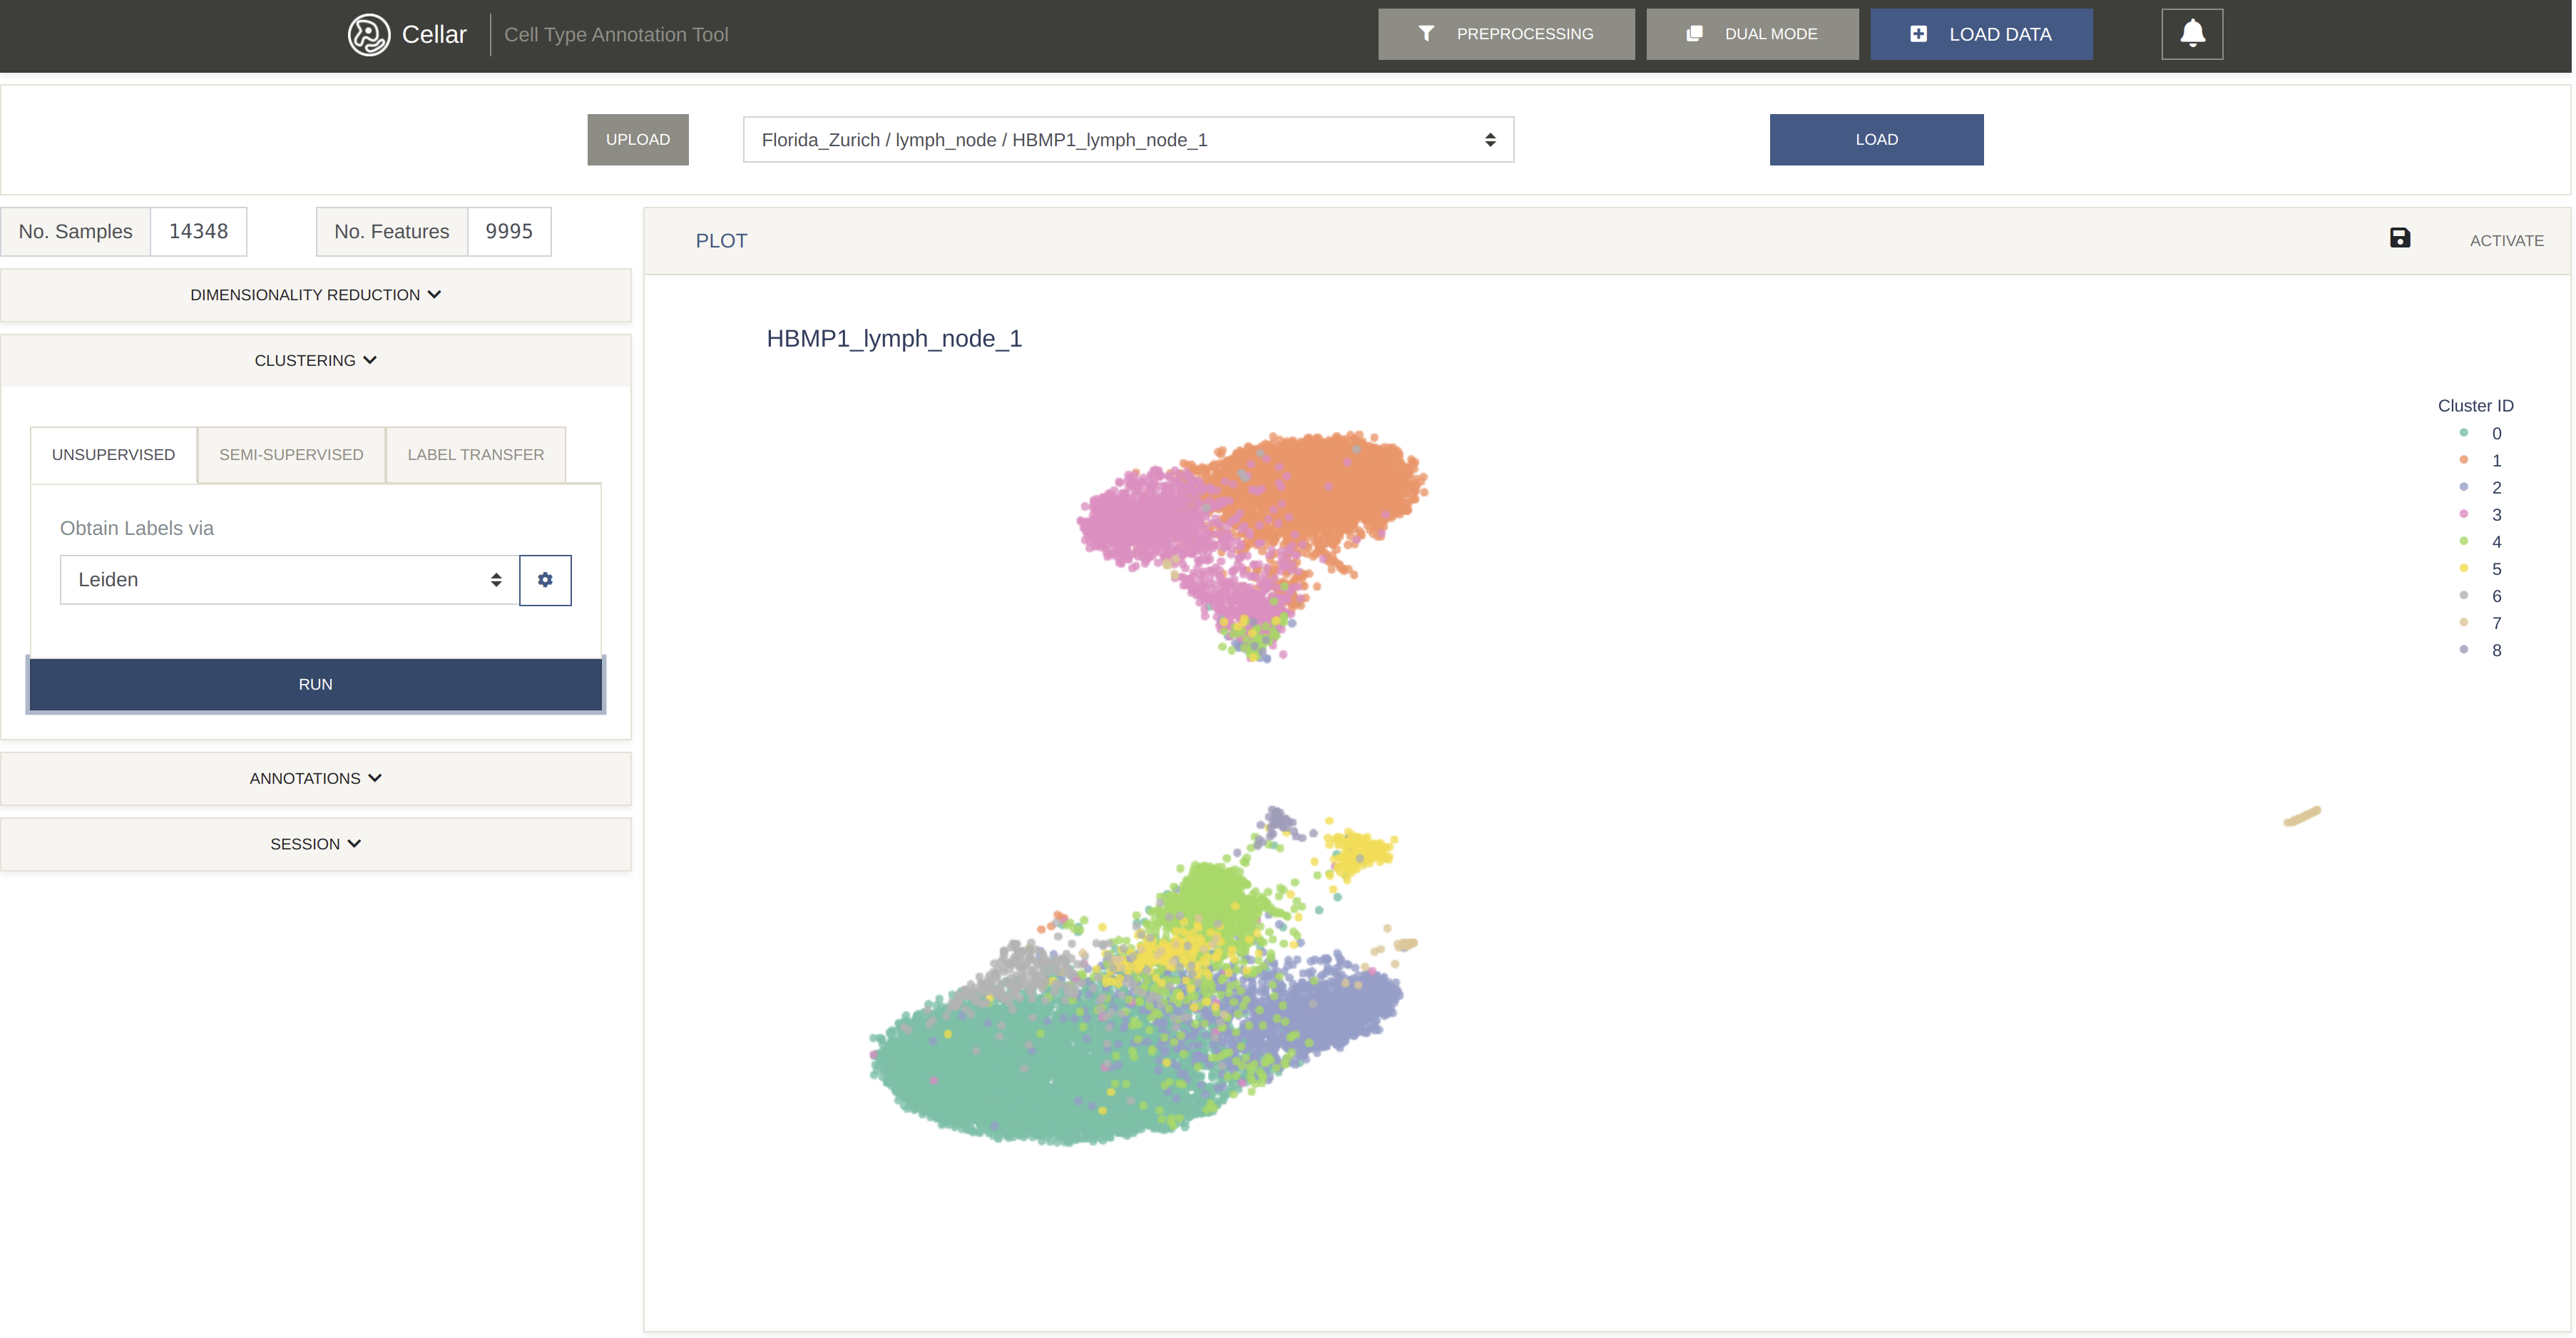 Cellar
Cell Type Annotation Tool
PREPROCESSING
DUAL MODE
LOAD DATA
UPLOAD
Florida_Zurich / lymph_node / HBMP1_lymph_node_1
LOAD
No. Samples 14348
No. Features 9995
DIMENSIONALITY REDUCTION
CLUSTERING
UNSUPERVISED
SEMI-SUPERVISED
LABEL TRANSFER
Obtain Labels via
Leiden
RUN
ANNOTATIONS
SESSION
PLOT
ACTIVATE
HBMP1_lymph_node_1
Cluster ID
0
1
2
3
4
5
6
7
8